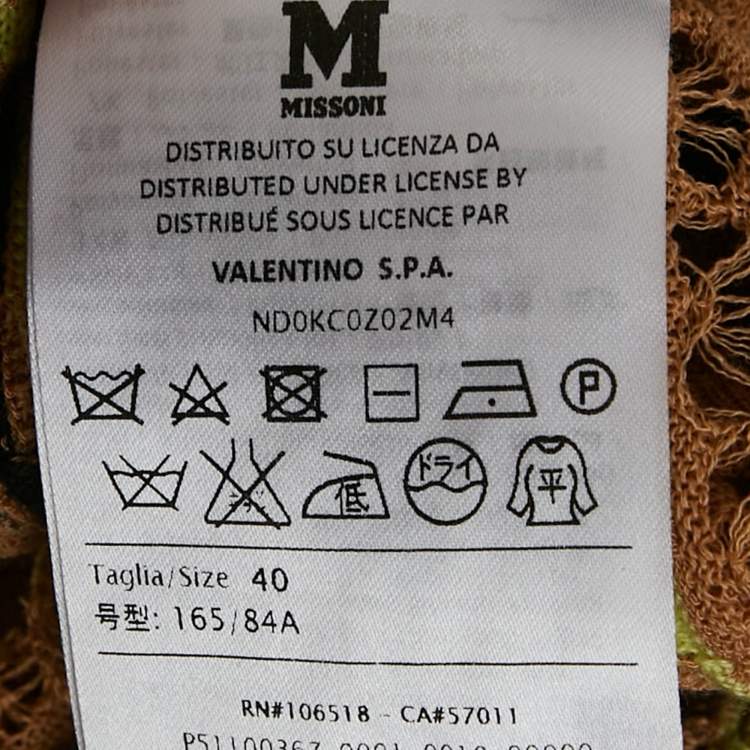 M
MISSONI
DISTRIBUITO SU LICENZA DA
DISTRIBUTED UNDER LICENSE BY
DISTRIBUÉ SOUS LICENCE PAR
VALENTINO S.P.A.
ND0KC0Z02M4
P
低 ドライ 平
Taglia/Size 40
号型: 165/84A
RN#106518 - CA#57011